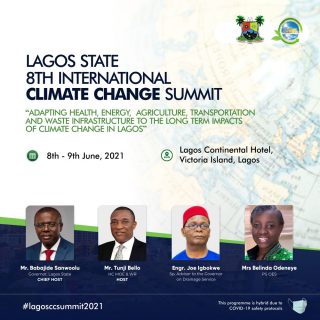 LAGOS STATE
8TH INTERNATIONAL
CLIMATE CHANGE SUMMIT
"ADAPTING HEALTH, ENERGY, AGRICULTURE, TRANSPORTATION
AND WASTE INFRASTRUCTURE TO THE LONG TERM IMPACTS
OF CLIMATE CHANGE IN LAGOS"
8th - 9th June, 2021
Lagos Continental Hotel,
Victoria Island, Lagos
Mr. Babajide Sanwoolu
Governor, Lagos State
CHIEF HOST
Mr. Tunji Bello
HC MOE & WR
HOST
Engr. Joe Igbokwe
SA Adviser to the Governor
on Drainage Service
Mrs Belinda Odeneye
PS OES
#lagosccsummit2021
This programme is hybrid due to
COVID-19 safety protocols